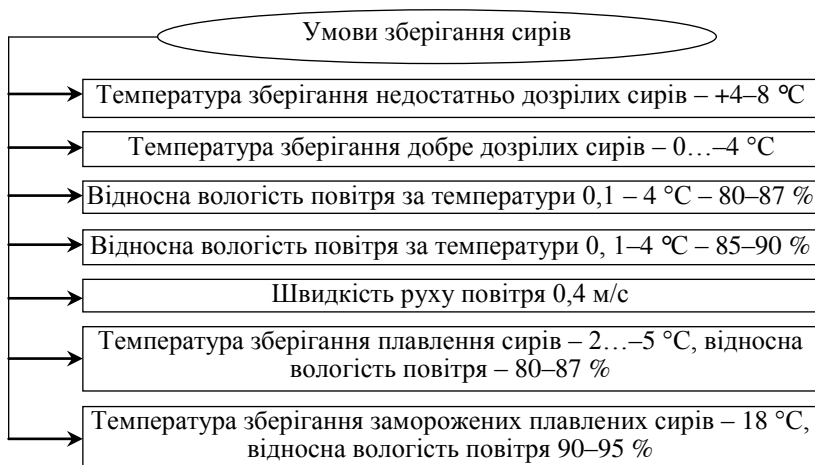 Умови зберігання сирів
Температура зберігання недостатньо дозрілих сирів – +4–8 ℃
Температура зберігання добре дозрілих сирів – 0…–4 °С
Відносна вологість повітря за температури 0,1 – 4 °С – 80–87 %
Відносна вологість повітря за температури 0, 1–4 ℃ – 85–90 %
Швидкість руху повітря 0,4 м/с
Температура зберігання плавлення сирів – 2…–5 °С, відносна
вологість повітря – 80–87 %
Температура зберігання заморожених плавлених сирів – 18 °С,
відносна вологість повітря 90–95 %